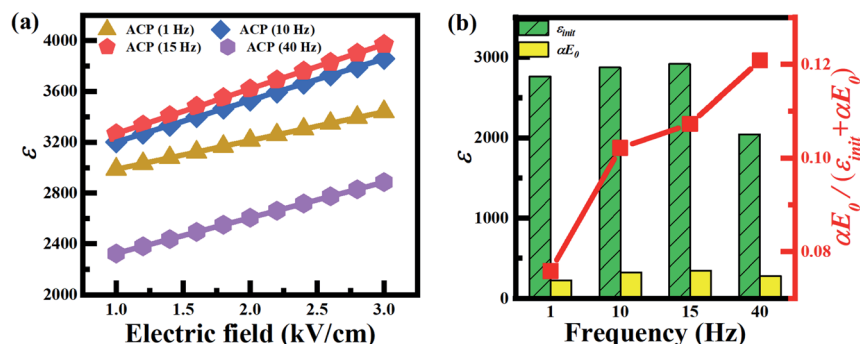 (a)
ACP (1 Hz)
ACP (10 Hz)
ACP (15 Hz)
ACP (40 Hz)
4000
3600
3200
2800
2400
2000
ε
1.0 1.5 2.0 2.5 3.0
Electric field (kV/cm)
(b)
ε_init
αE_0
3000
2000
1000
0
ε
0.12
0.10
0.08
αE_0 / (ε_init+αE_0)
1 10 15 40
Frequency (Hz)